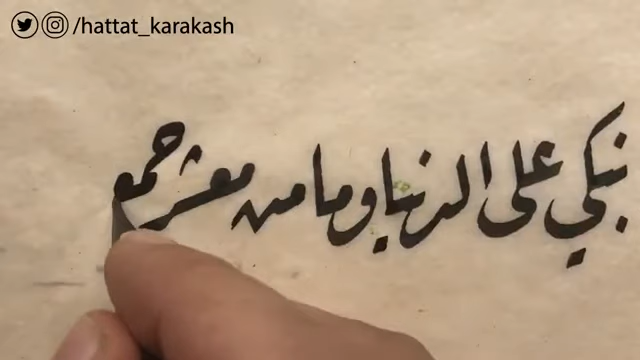 /hattat_karakash
نبكي على الدنيا وما من معشر جمع